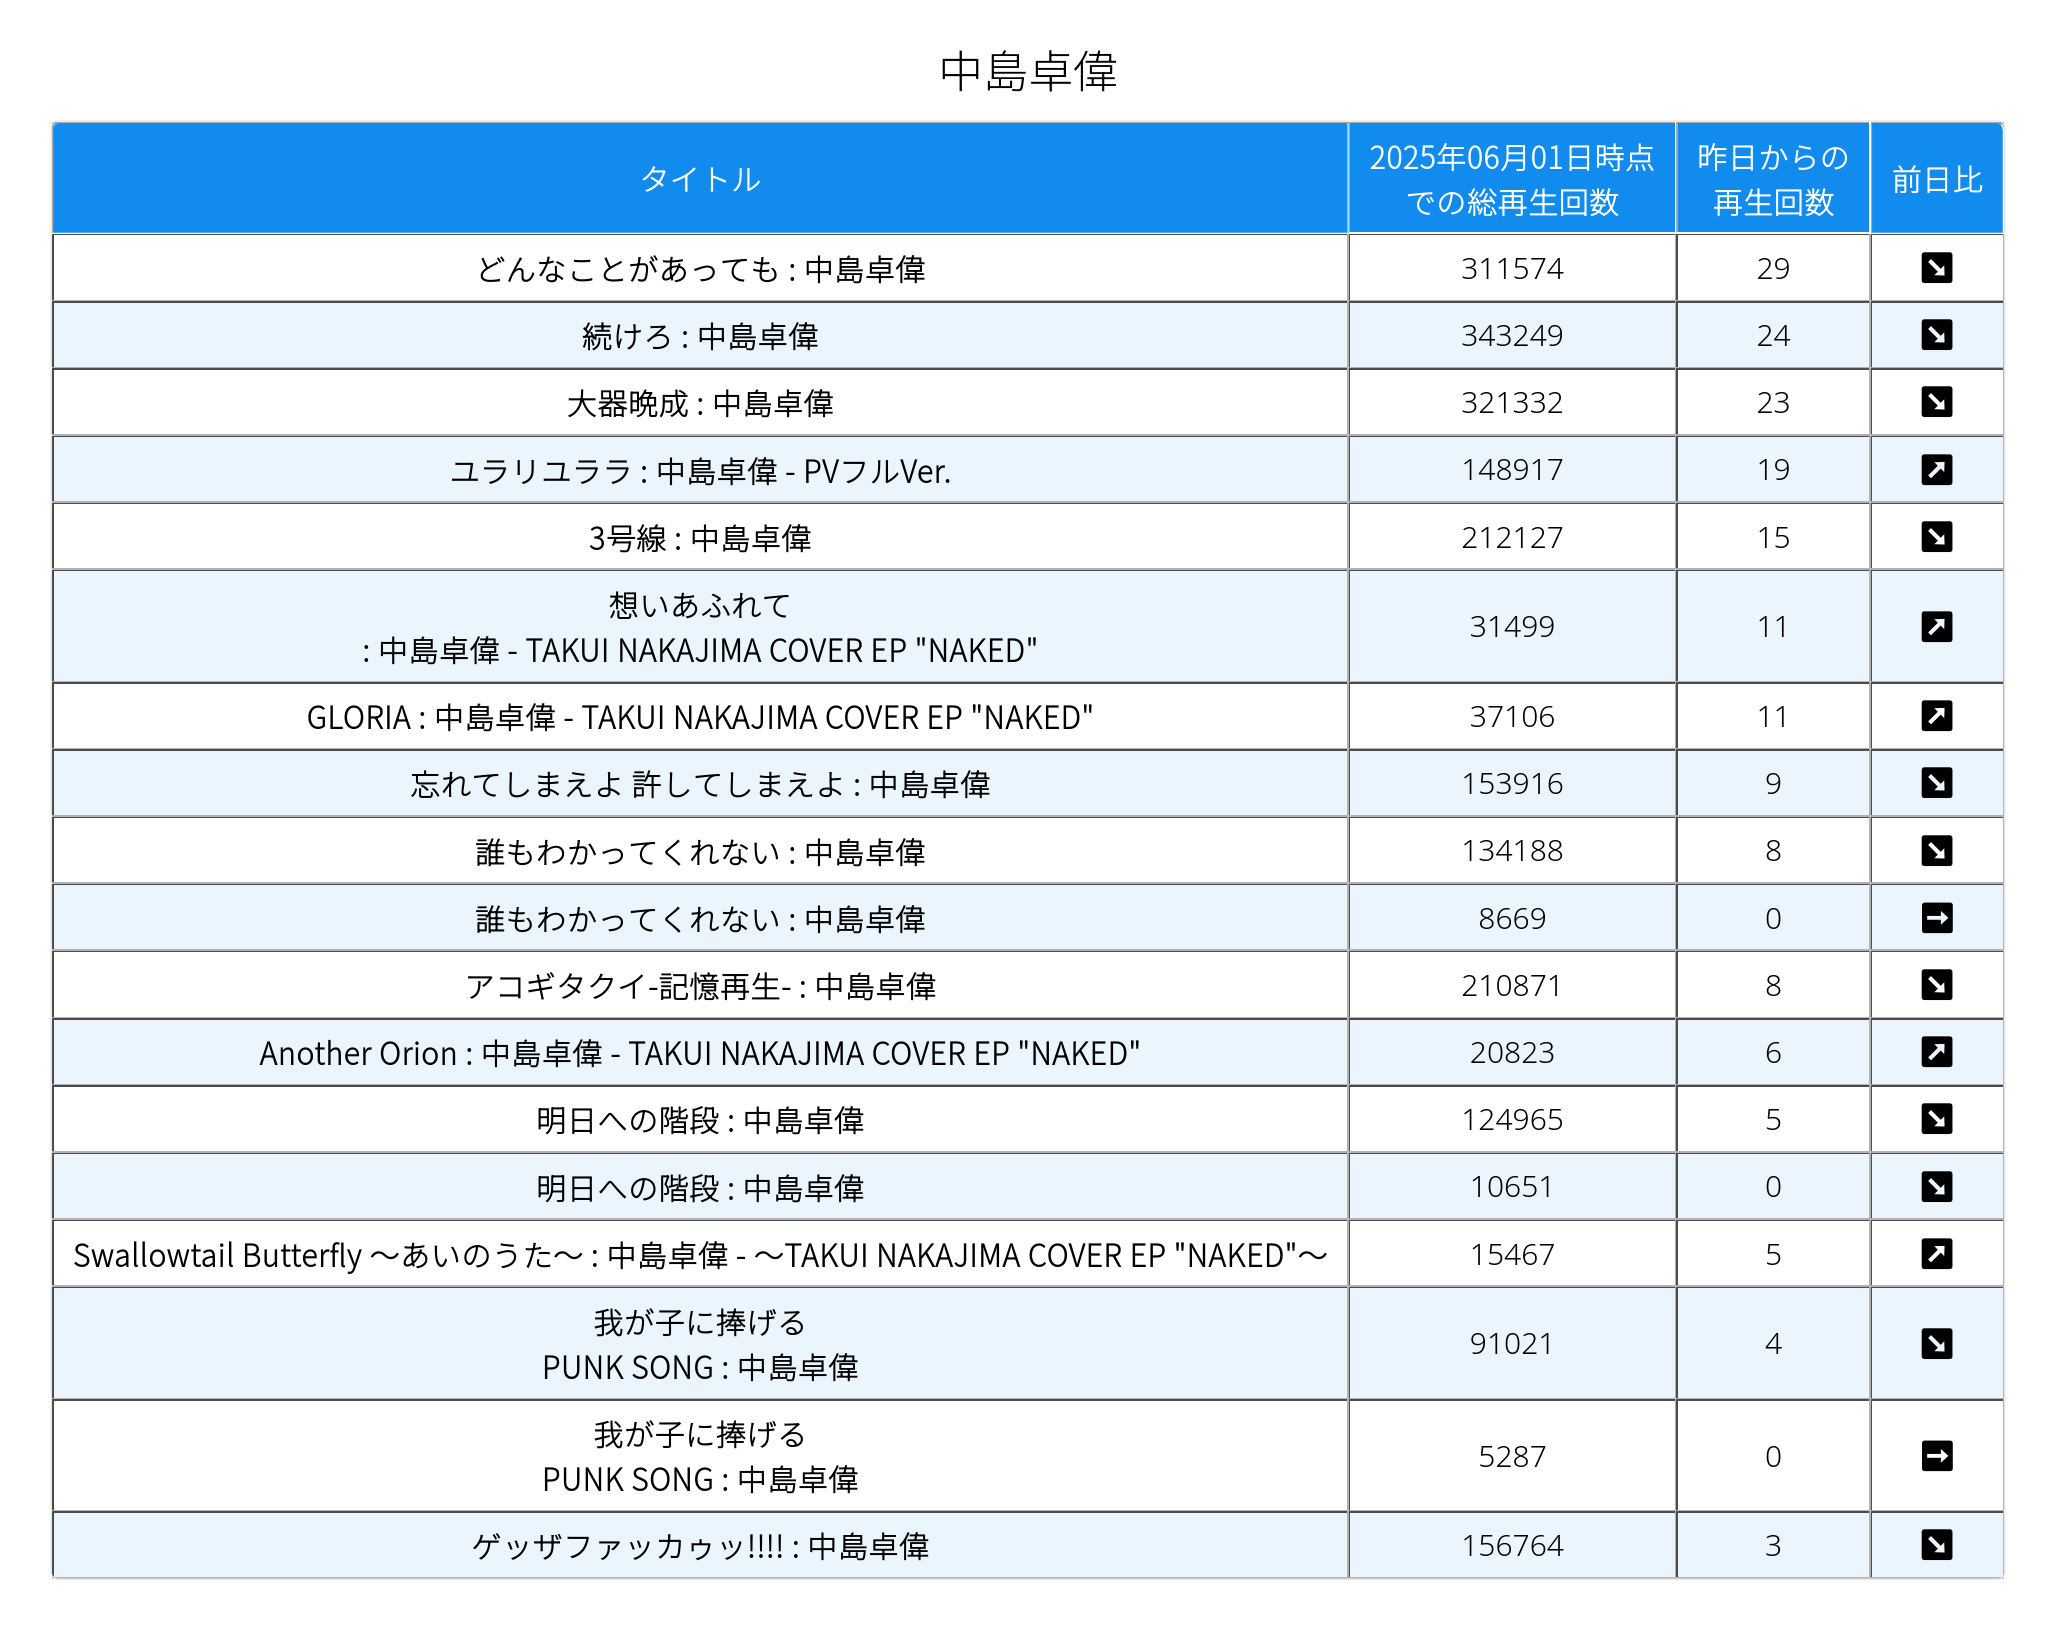 中島卓偉
タイトル
2025年06月01日時点
での総再生回数
昨日からの
再生回数
前日比
どんなことがあっても : 中島卓偉
311574
29
続けろ : 中島卓偉
343249
24
大器晩成 : 中島卓偉
321332
23
ユラリユララ : 中島卓偉 - PVフルVer.
148917
19
3号線 : 中島卓偉
212127
15
想いあふれて
: 中島卓偉 - TAKUI NAKAJIMA COVER EP "NAKED"
31499
11
GLORIA : 中島卓偉 - TAKUI NAKAJIMA COVER EP "NAKED"
37106
11
忘れてしまえよ 許してしまえよ : 中島卓偉
153916
9
誰もわかってくれない : 中島卓偉
134188
8
誰もわかってくれない : 中島卓偉
8669
0
アコギタクイ-記憶再生- : 中島卓偉
210871
8
Another Orion : 中島卓偉 - TAKUI NAKAJIMA COVER EP "NAKED"
20823
6
明日への階段 : 中島卓偉
124965
5
明日への階段 : 中島卓偉
10651
0
Swallowtail Butterfly ～あいのうた～ : 中島卓偉 - ～TAKUI NAKAJIMA COVER EP "NAKED"～
15467
5
我が子に捧げる
PUNK SONG : 中島卓偉
91021
4
我が子に捧げる
PUNK SONG : 中島卓偉
5287
0
ゲッザファッカゥッ!!!! : 中島卓偉
156764
3